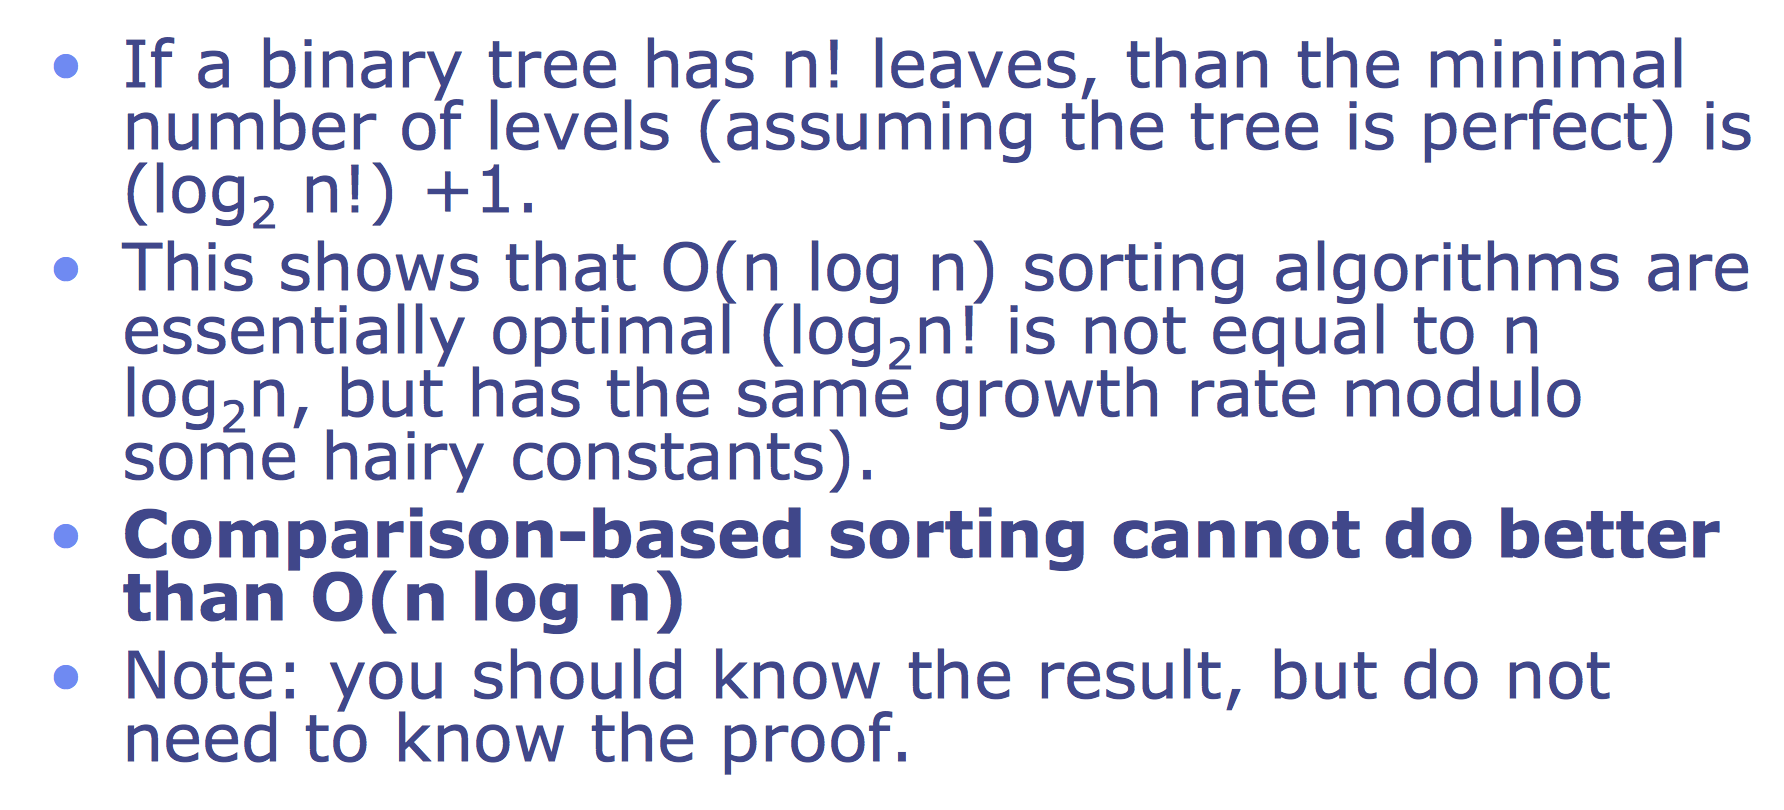 • If a binary tree has n! leaves, than the minimal
number of levels (assuming the tree is perfect) is
(log₂ n!) +1.
• This shows that O(n log n) sorting algorithms are
essentially optimal (log₂n! is not equal to n
log₂n, but has the same growth rate modulo
some hairy constants).
• Comparison-based sorting cannot do better
than O(n log n)
• Note: you should know the result, but do not
need to know the proof.